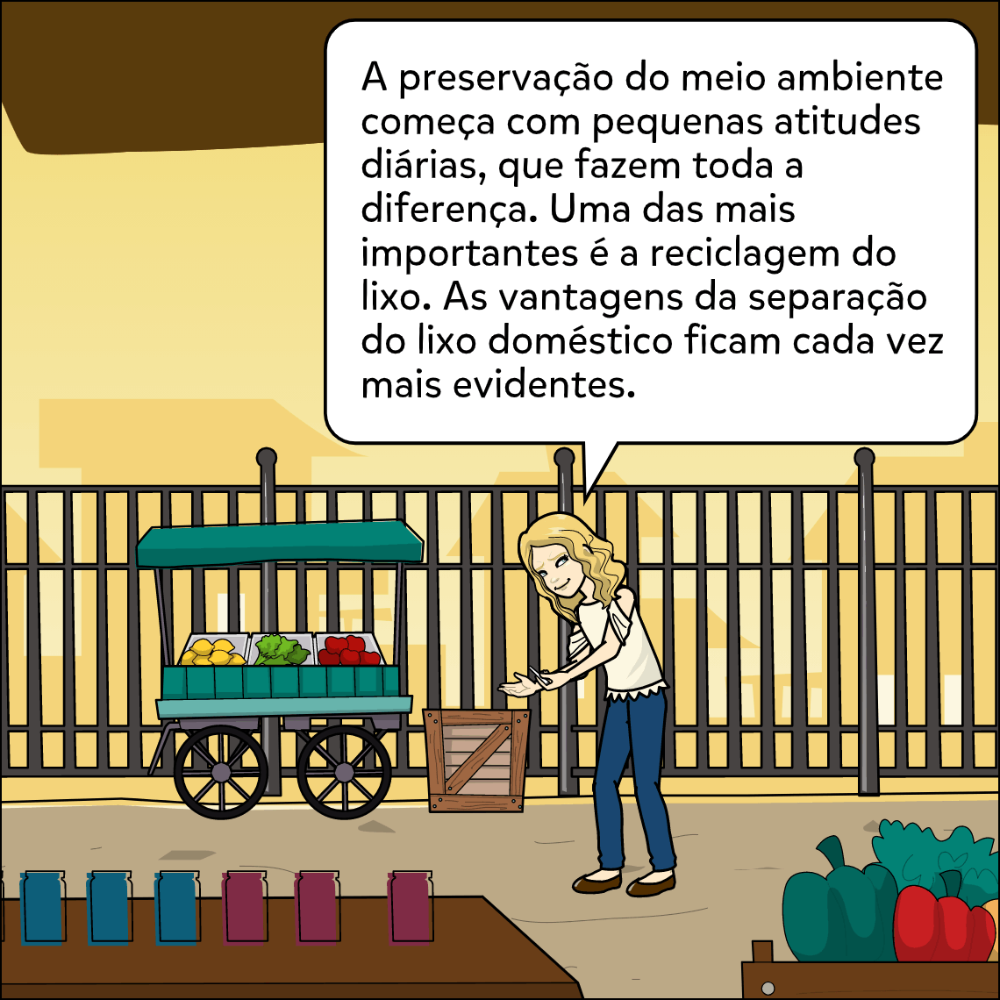 A preservação do meio ambiente
começa com pequenas atitudes
diárias, que fazem toda a
diferença. Uma das mais
importantes é a reciclagem do
lixo. As vantagens da separação
do lixo doméstico ficam cada vez
mais evidentes.